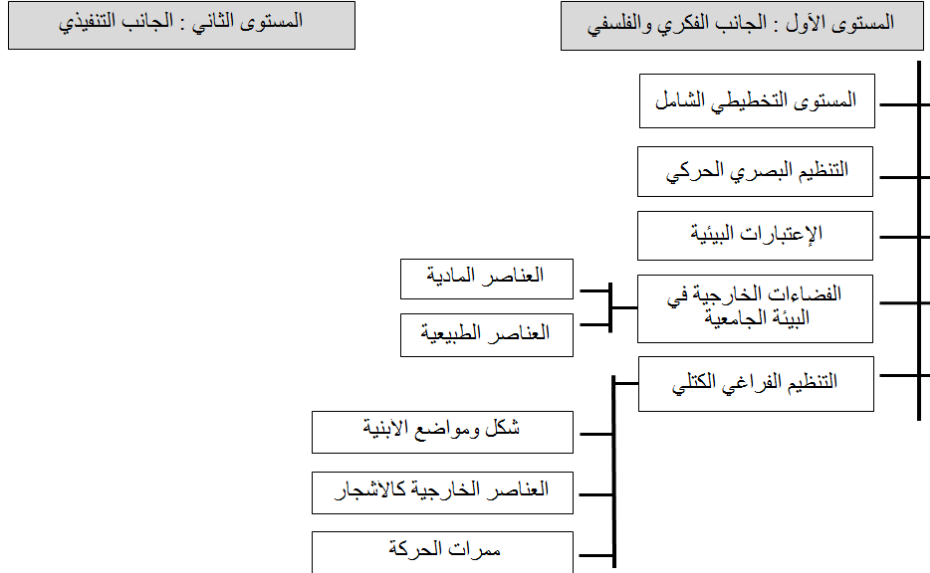 المستوى الأول : الجانب الفكري والفلسفي
المستوى الثاني : الجانب التنفيذي
المستوى التخطيطي الشامل
التنظيم البصري الحركي
الإعتبارات البيئية
الفضاءات الخارجية في
البيئة الجامعية
العناصر المادية
العناصر الطبيعية
التنظيم الفراغي الكتلي
شكل ومواضع الابنية
العناصر الخارجية كالاشجار
ممرات الحركة